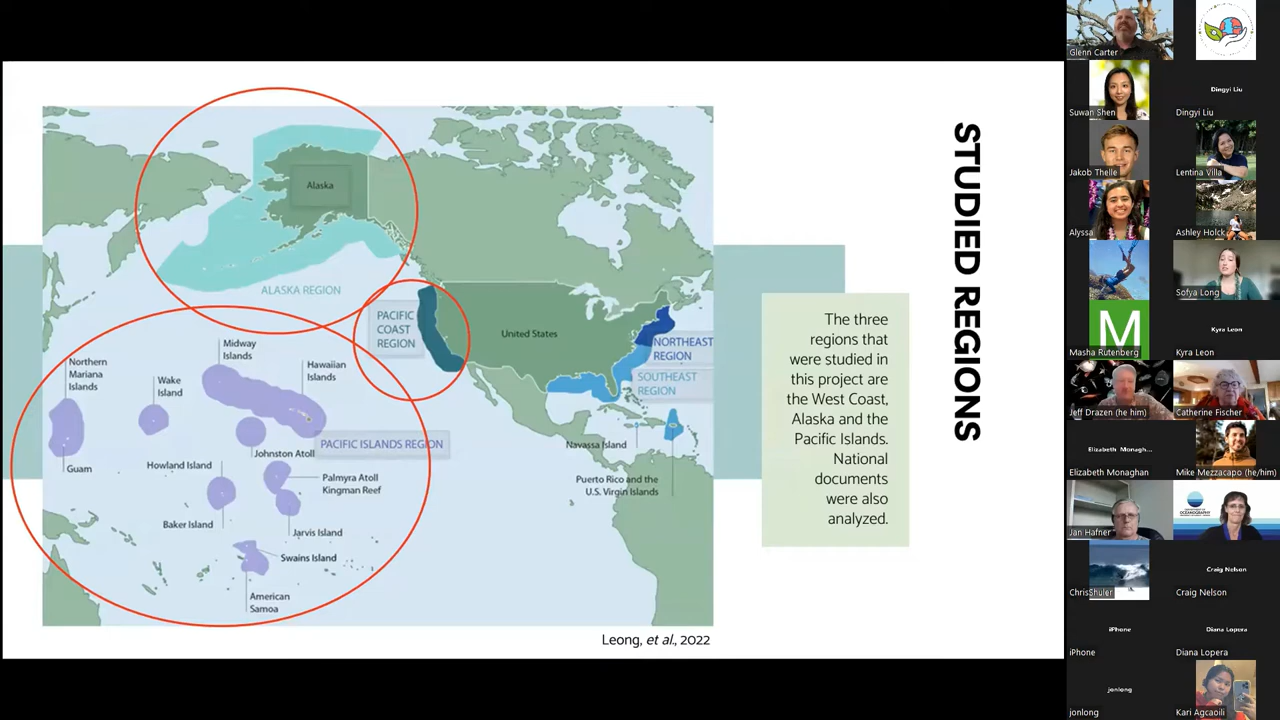 STUDIED REGIONS
Alaska
ALASKA REGION
PACIFIC
COAST
REGION
United States
NORTHEAST
REGION
SOUTHEAST
REGION
Northern
Mariana
Islands
Wake
Island
Midway
Islands
Hawaiian
Islands
PACIFIC ISLANDS REGION
Johnston Atoll
Guam
Howland Island
Palmyra Atoll
Kingman Reef
Baker Island
Jarvis Island
Swains Island
American
Samoa
Navassa Island
Puerto Rico and the
U.S. Virgin Islands
The three
regions that
were studied in
this project are
the West Coast,
Alaska and the
Pacific Islands.
National
documents
were also
analyzed.
Leong, et al., 2022
Glenn Carter
Suwan Shen
Dingyi Liu
Dingyi Liu
Jakob Thelle
Lentina Villa
Alyssa
Ashley Holck
Sofya Long
M
Masha Rutenberg
Kyra Leon
Kyra Leon
Jeff Drazen (he him)
Catherine Fischer
Elizabeth Monagh...
Elizabeth Monaghan
Mike Mezzacapo (he/him)
Jan Hafner
OCEANOGRAPHY
Chris Shuler
Craig Nelson
Craig Nelson
iPhone
iPhone
Diana Lopera
Diana Lopera
jonlong
jonlong
Kari Agcaoili